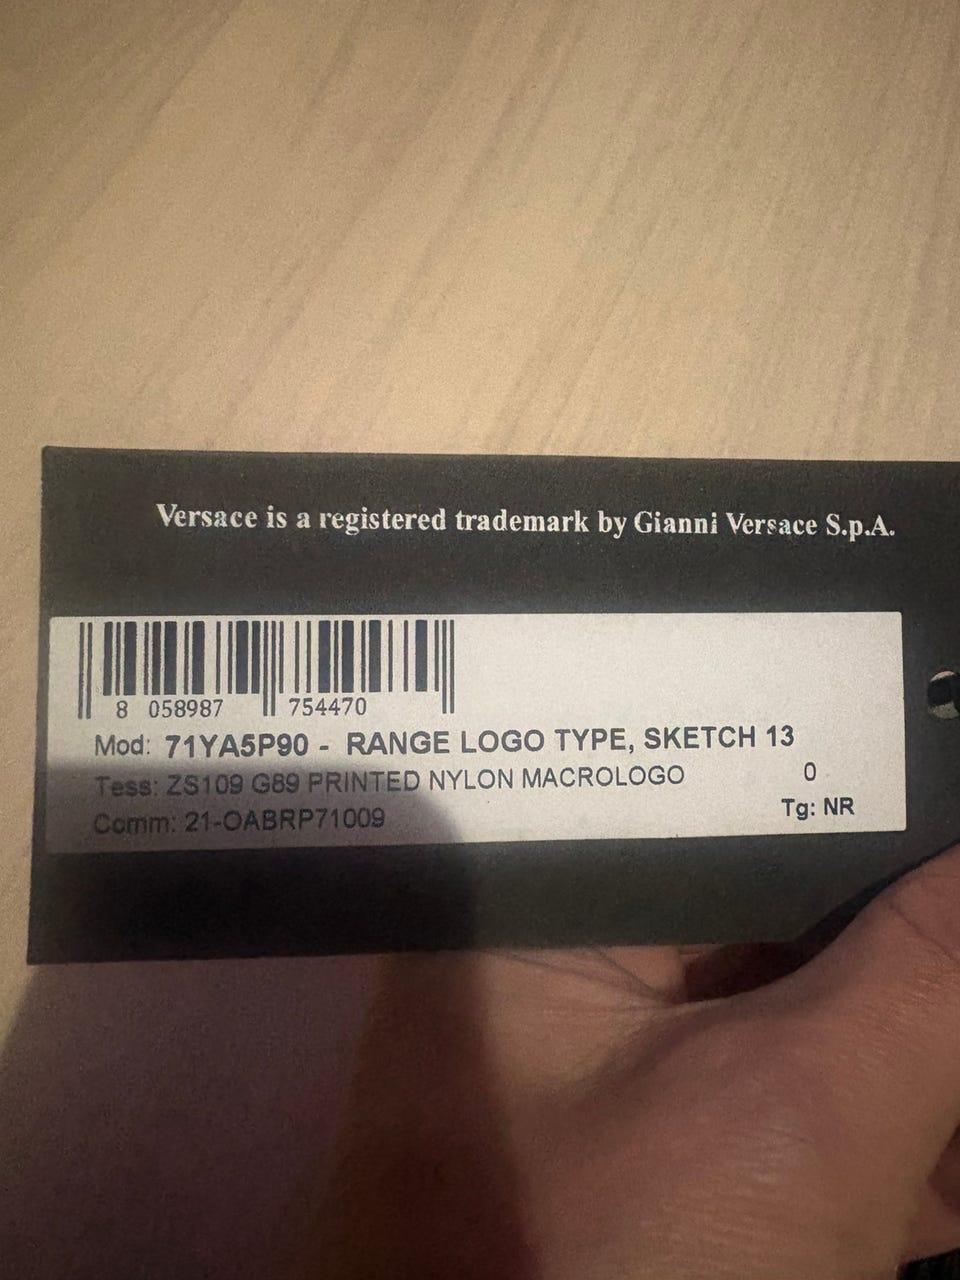 Versace is a registered trademark by Gianni Versace S.p.A.
8 058987 754470
Mod: 71YA5P90 - RANGE LOGO TYPE, SKETCH 13
Tess: ZS109 G89 PRINTED NYLON MACROLOGO 0
Comm: 21-OABRP71009 Tg: NR